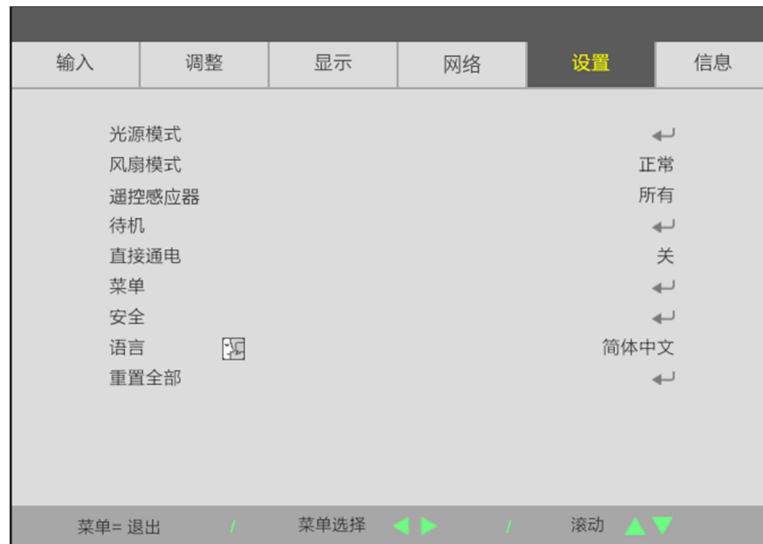 输入 调整 显示 网络 设置 信息
光源模式
风扇模式 正常
遥控感应器 所有
待机
直接通电 关
菜单
安全
语言 简体中文
重置全部
菜单= 退出 / 菜单选择 / 滚动